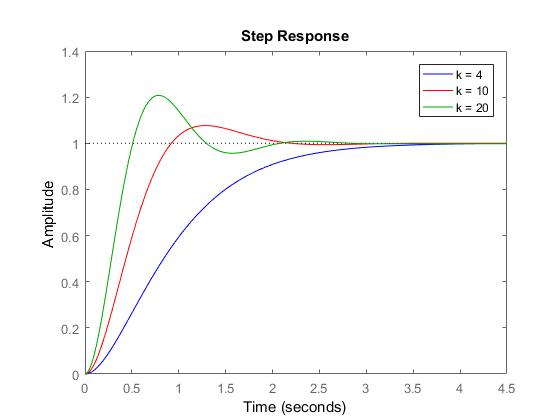 Step Response
1.4
1.2
1
0.8
0.6
0.4
0.2
0
Amplitude
k = 4
k = 10
k = 20
0 0.5 1 1.5 2 2.5 3 3.5 4 4.5
Time (seconds)